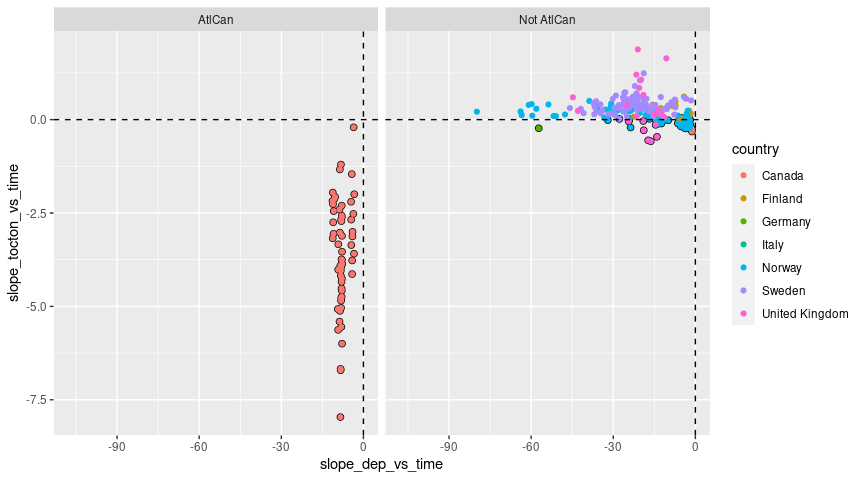 AtlCan
Not AtlCan
0.0
-2.5
-5.0
-7.5
slope_tocton_vs_time
-90
-60
-30
0
-90
-60
-30
0
slope_dep_vs_time
country
Canada
Finland
Germany
Italy
Norway
Sweden
United Kingdom